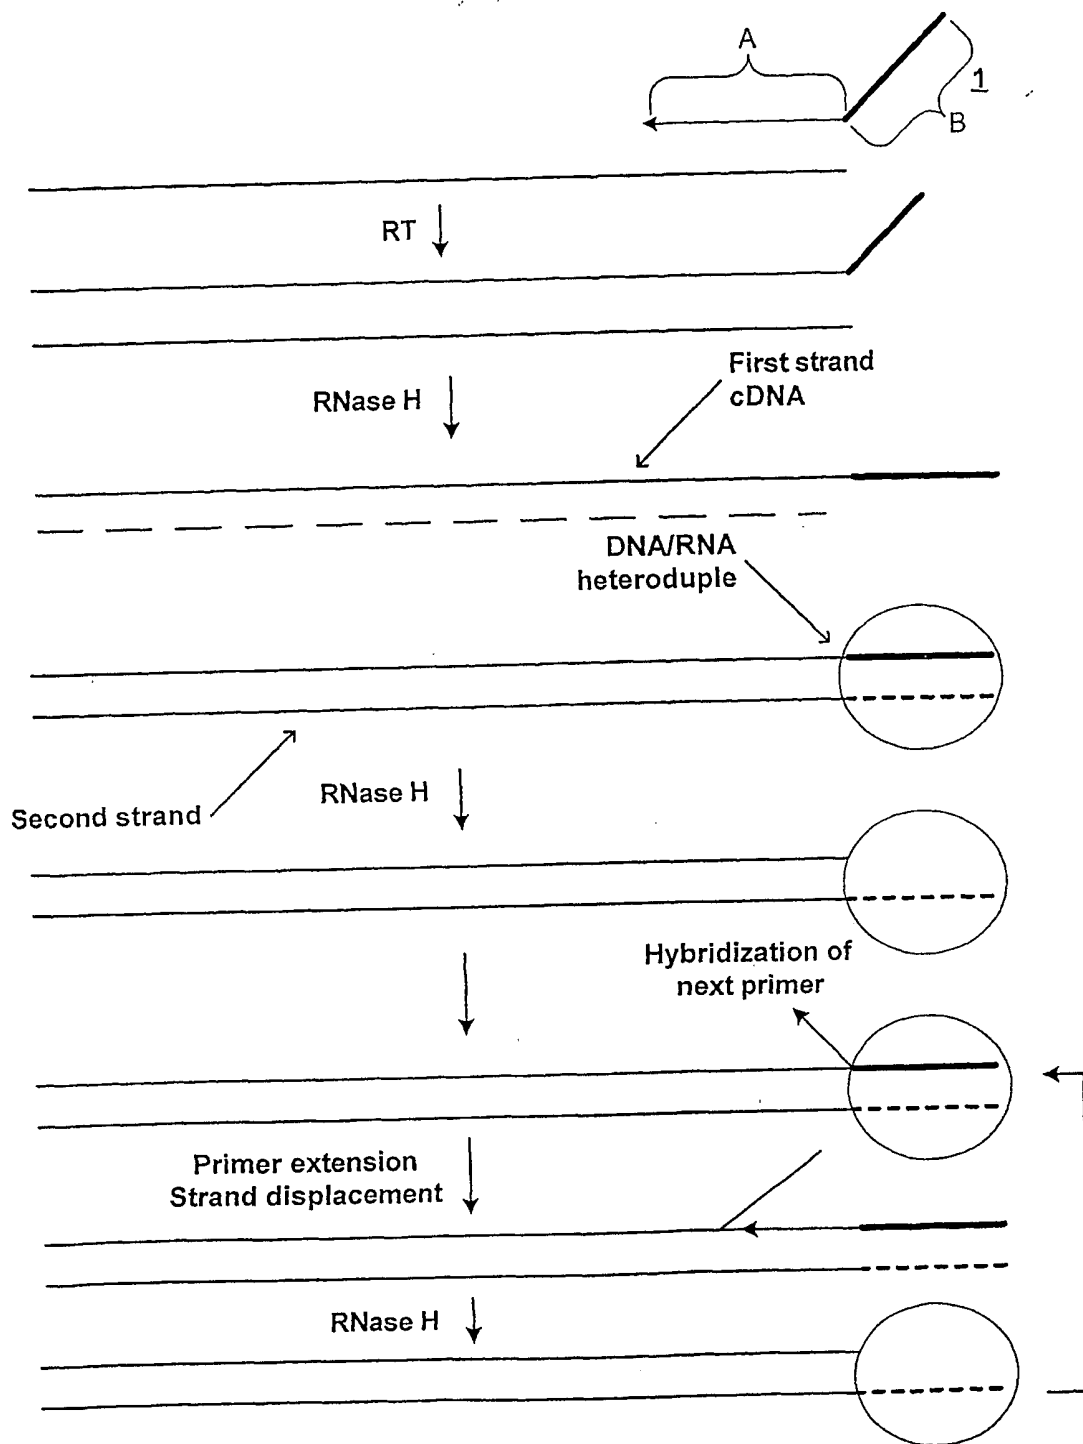 A
1
B
RT
First strand
cDNA
RNase H
DNA/RNA
heteroduple
Second strand
RNase H
Hybridization of
next primer
Primer extension
Strand displacement
RNase H